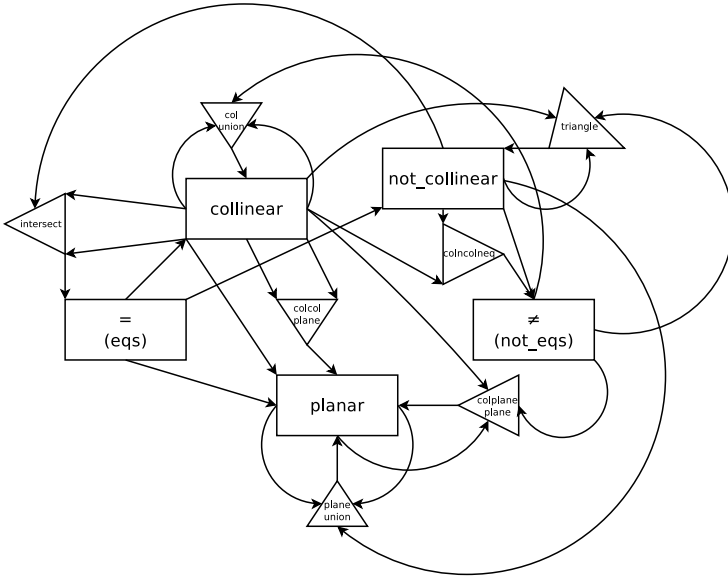 col
union
triangle
not_collinear
collinear
intersect
colncolneq
colcol
plane
=
(eqs)
≠
(not_eqs)
planar
colplane
plane
plane
union